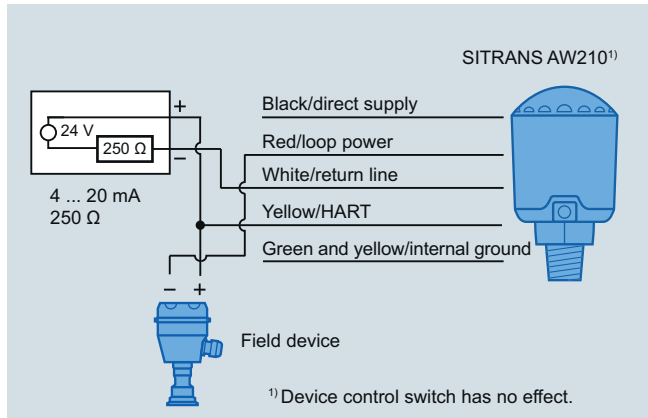 SITRANS AW210¹⁾
+
Black/direct supply
24 V
Red/loop power
250 Ω
–
White/return line
4 ... 20 mA
250 Ω
Yellow/HART
Green and yellow/internal ground
– +
Field device
¹⁾ Device control switch has no effect.